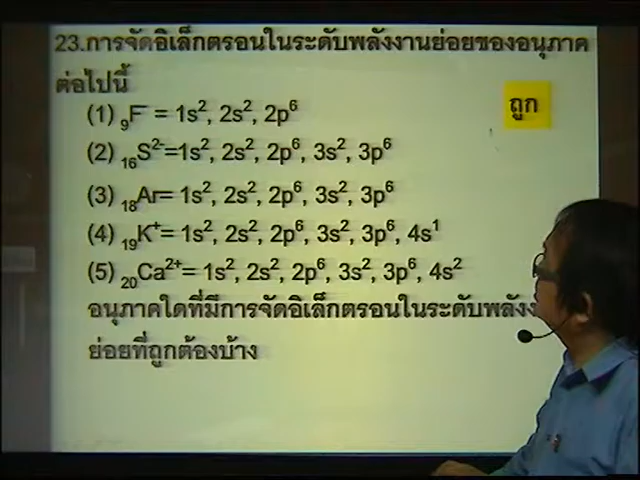 23.การจัดอิเล็กตรอนในระดับพลังงานย่อยของอนุภาค
ต่อไปนี้
ถูก
(1) ₉F⁻ = 1s², 2s², 2p⁶
(2) ₁₆S²⁻=1s², 2s², 2p⁶, 3s², 3p⁶
(3) ₁₈Ar= 1s², 2s², 2p⁶, 3s², 3p⁶
(4) ₁₉K⁺= 1s², 2s², 2p⁶, 3s², 3p⁶, 4s¹
(5) ₂₀Ca²⁺= 1s², 2s², 2p⁶, 3s², 3p⁶, 4s²
อนุภาคใดที่มีการจัดอิเล็กตรอนในระดับพลัง
ย่อยที่ถูกต้องบ้าง